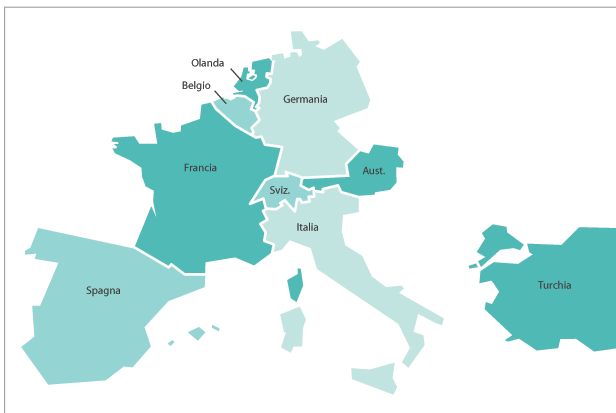 Olanda
Belgio
Germania
Francia
Aust.
Sviz.
Italia
Spagna
Turchia